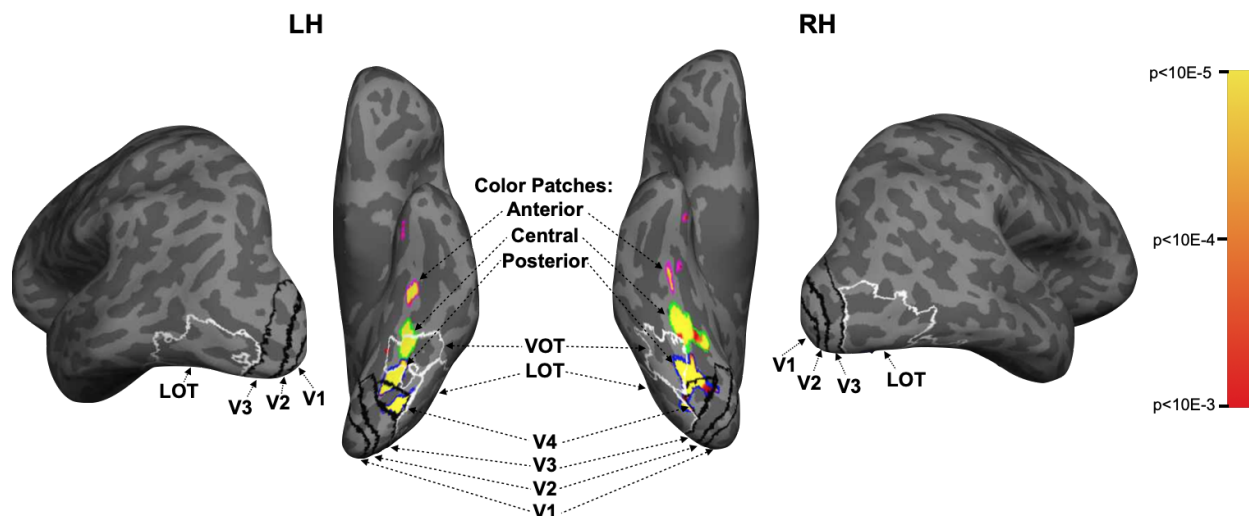 LH
RH
p<10E-5
p<10E-4
p<10E-3
Color Patches:
Anterior
Central
Posterior
VOT
LOT
V4
V3
V2
V1
LOT
V3
V2
V1
V1
V2
V3
LOT